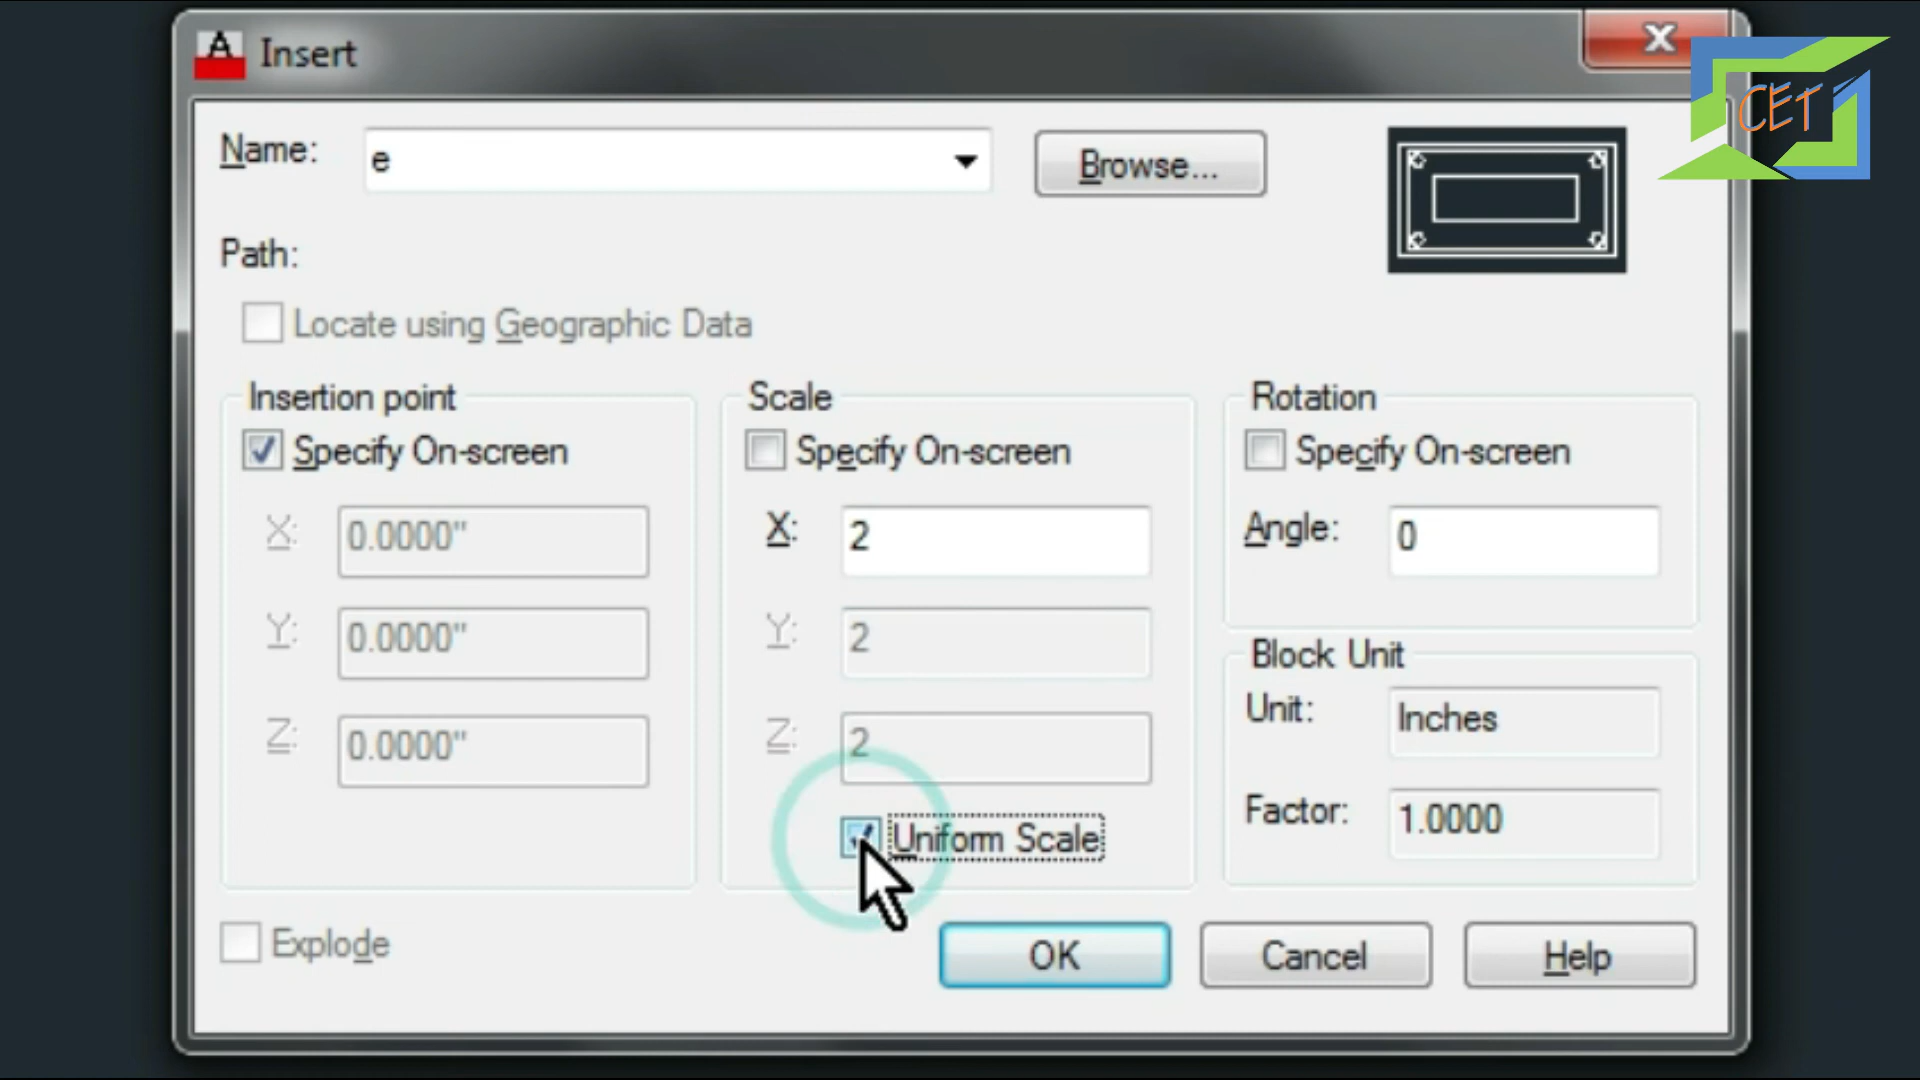 Insert
CET
Name: e Browse...
Path:
Locate using Geographic Data
Insertion point
Specify On-screen
X: 0.0000"
Y: 0.0000"
Z: 0.0000"
Scale
Specify On-screen
X: 2
Y: 2
Z: 2
Uniform Scale
Rotation
Specify On-screen
Angle: 0
Block Unit
Unit: Inches
Factor: 1.0000
Explode
OK Cancel Help